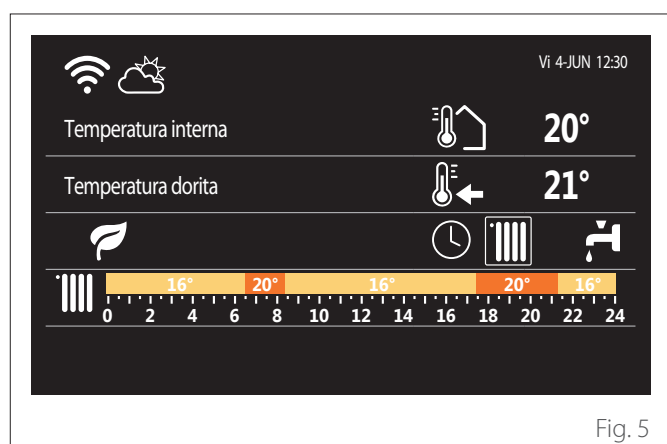 Vi 4-JUN 12:30
Temperatura interna 20°
Temperatura dorita 21°
16° 20° 16° 20° 16°
0 2 4 6 8 10 12 14 16 18 20 22 24
Fig. 5